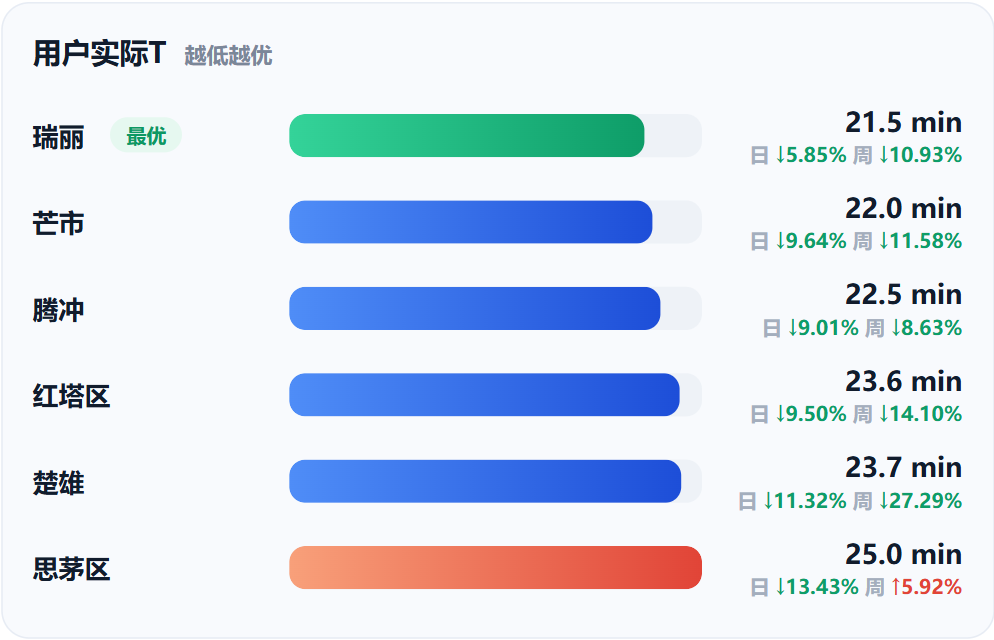 用户实际T 越低越优
瑞丽 最优 21.5 min
日 ↓5.85% 周 ↓10.93%
芒市 22.0 min
日 ↓9.64% 周 ↓11.58%
腾冲 22.5 min
日 ↓9.01% 周 ↓8.63%
红塔区 23.6 min
日 ↓9.50% 周 ↓14.10%
楚雄 23.7 min
日 ↓11.32% 周 ↓27.29%
思茅区 25.0 min
日 ↓13.43% 周 ↑5.92%